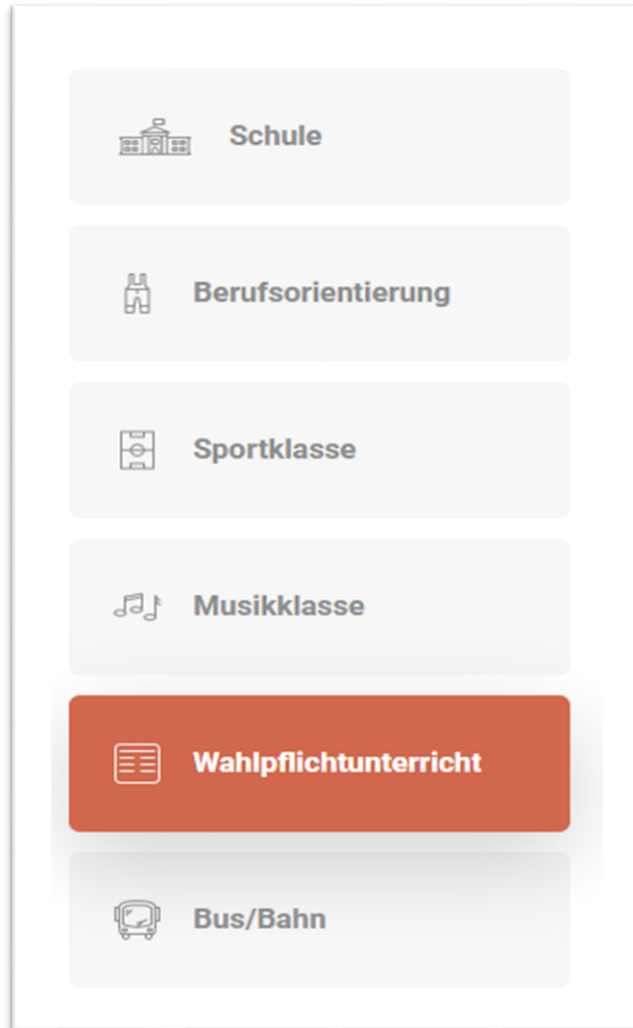 Schule
Berufsorientierung
Sportklasse
Musikklasse
Wahlpflichtunterricht
Bus/Bahn